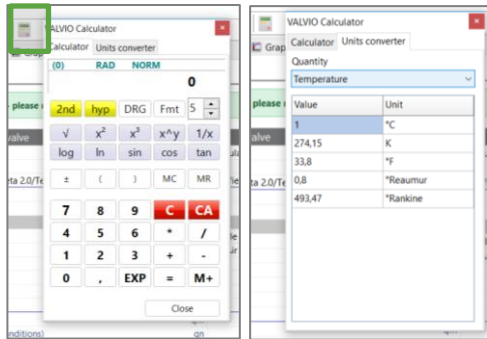 VALVIO Calculator
Calculator Units converter
(0) RAD NORM
0
2nd hyp DRG Fmt 5
√ x² x³ x^y 1/x
log ln sin cos tan
± ( ) MC MR
7 8 9 C CA
4 5 6 * /
1 2 3 + -
0 , EXP = M+
Close
please
valve
eta 2.0/Te
nditions)
qn
VALVIO Calculator
Calculator Units converter
Grap
Quantity
Temperature
please
alve
ta 2.0/Te
Value Unit
1 °C
274,15 K
33,8 °F
0,8 °Reaumur
493,47 °Rankine